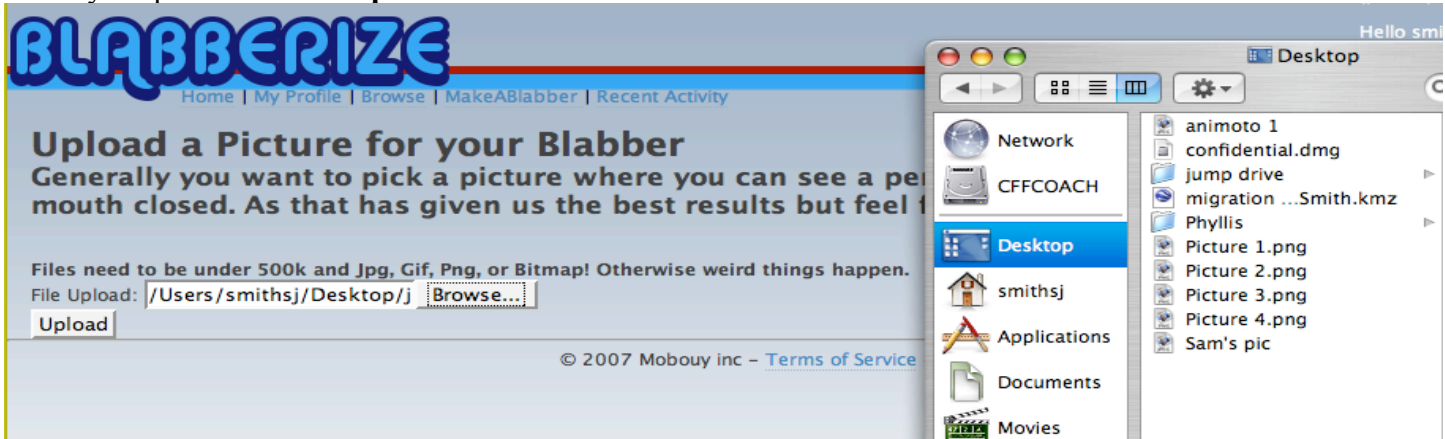 BLABBERIZE
Hello smi
Home | My Profile | Browse | MakeABlabber | Recent Activity
Upload a Picture for your Blabber
Generally you want to pick a picture where you can see a per
mouth closed. As that has given us the best results but feel f
Files need to be under 500k and Jpg, Gif, Png, or Bitmap! Otherwise weird things happen.
File Upload: /Users/smithsj/Desktop/j Browse...
Upload
© 2007 Mobouy inc – Terms of Service
Desktop
Network
CFFCOACH
Desktop
smithsj
Applications
Documents
Movies
animoto 1
confidential.dmg
jump drive
migration ...Smith.kmz
Phyllis
Picture 1.png
Picture 2.png
Picture 3.png
Picture 4.png
Sam's pic